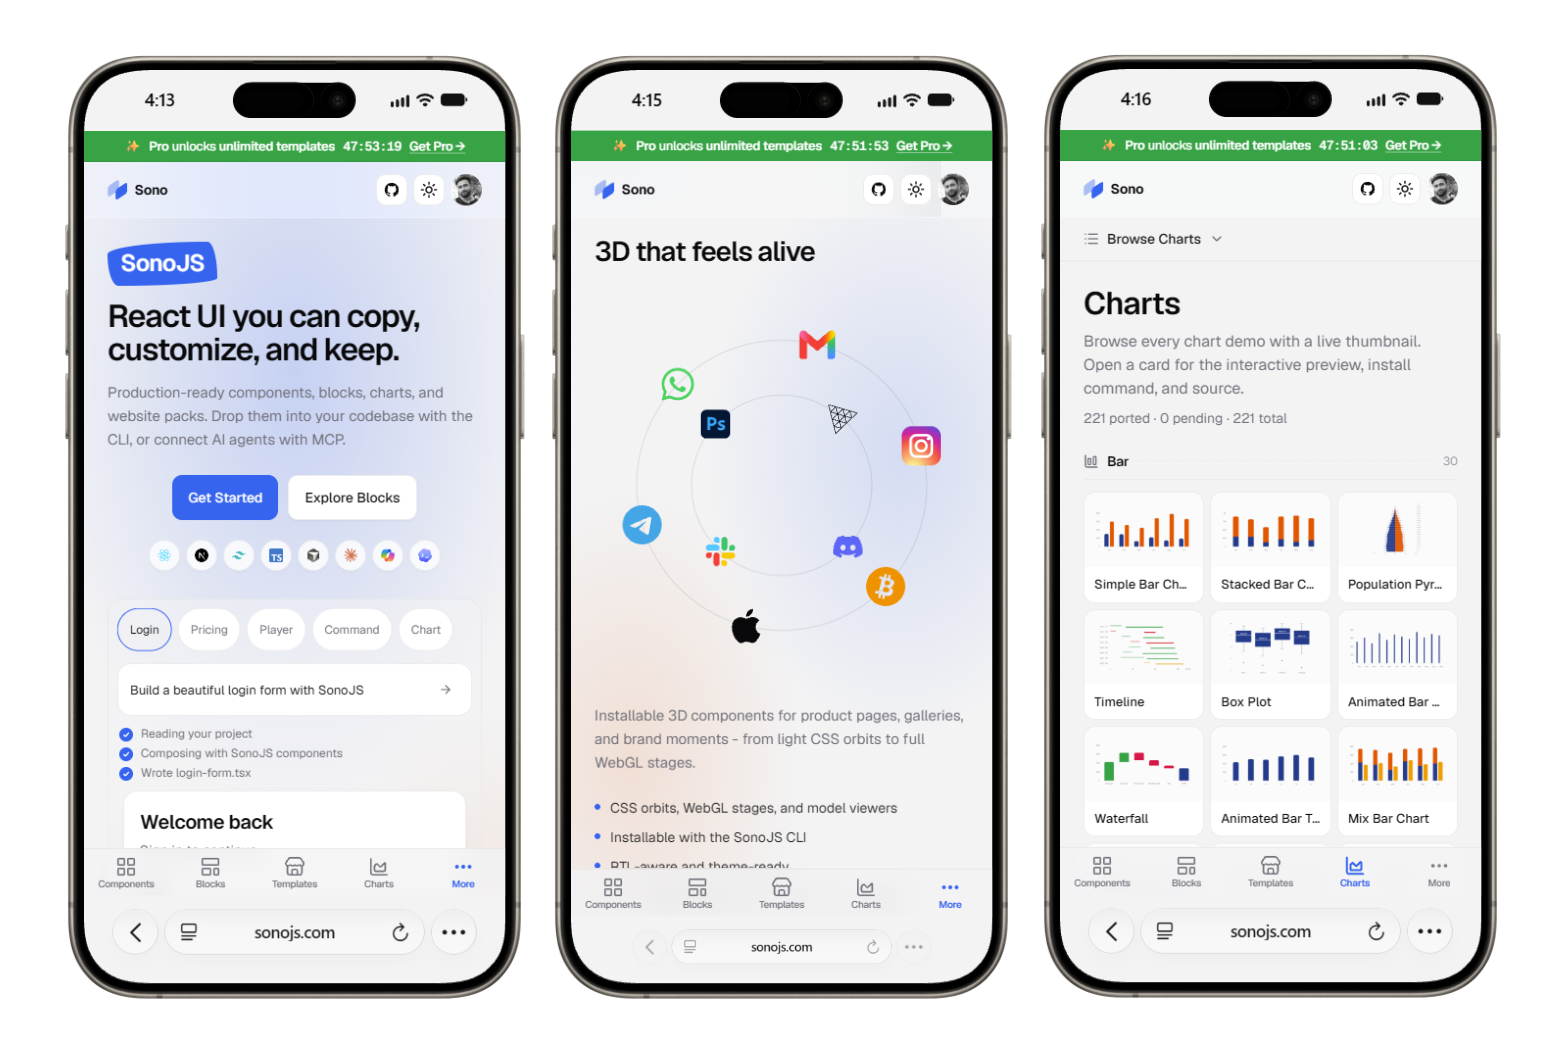 4:13
✨ Pro unlocks unlimited templates 47:53:19 Get Pro →
Sono
SonoJS
React UI you can copy,
customize, and keep.
Production-ready components, blocks, charts, and
website packs. Drop them into your codebase with the
CLI, or connect AI agents with MCP.
Get Started
Explore Blocks
N
TS
Login
Pricing
Player
Command
Chart
Build a beautiful login form with SonoJS →
Reading your project
Composing with SonoJS components
Wrote login-form.tsx
Welcome back
Components
Blocks
Templates
Charts
More
sonojs.com
4:15
✨ Pro unlocks unlimited templates 47:51:53 Get Pro →
Sono
3D that feels alive
Ps
Installable 3D components for product pages, galleries,
and brand moments - from light CSS orbits to full
WebGL stages.
• CSS orbits, WebGL stages, and model viewers
• Installable with the SonoJS CLI
• RTL-aware and theme-ready
Components
Blocks
Templates
Charts
More
sonojs.com
4:16
✨ Pro unlocks unlimited templates 47:51:03 Get Pro →
Sono
Browse Charts
Charts
Browse every chart demo with a live thumbnail.
Open a card for the interactive preview, install
command, and source.
221 ported · 0 pending · 221 total
Bar
30
Simple Bar Ch...
Stacked Bar C...
Population Pyr...
Timeline
Box Plot
Animated Bar ...
Waterfall
Animated Bar T...
Mix Bar Chart
Components
Blocks
Templates
Charts
More
sonojs.com